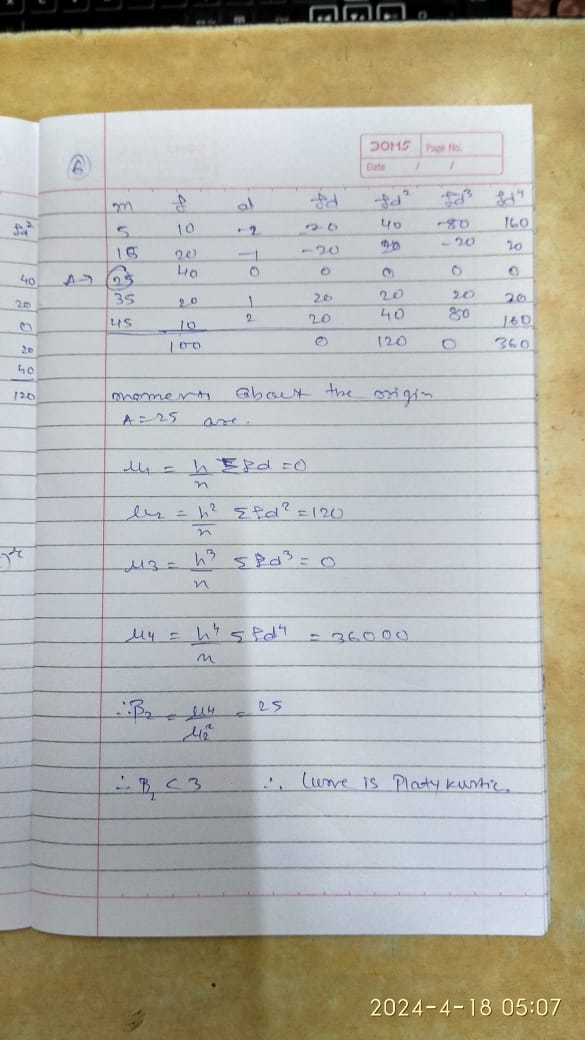 DOMS Page No.
Date / /
6
m f d fd fd² fd³ fd⁴
5 10 -2 -20 40 -80 160
15 20 -1 -20 20 -20 20
A→ 25 40 0 0 0 0 0
35 20 1 20 20 20 20
45 10 2 20 40 80 160
100 0 120 0 360
fd²
40
20
0
20
40
120
moments about the origin
A=25 are.
μ₁ = h/n Σfd = 0
μ₂ = h²/n Σfd² = 120
μ3 = h³/n Σfd³ = 0
μ4 = h⁴/n Σfd⁴ = 36000
∴β₂ = μ4/μ₂² = 25
∴ β₂ < 3 ∴ Curve is Platykurtic.
2024-4-18 05:07